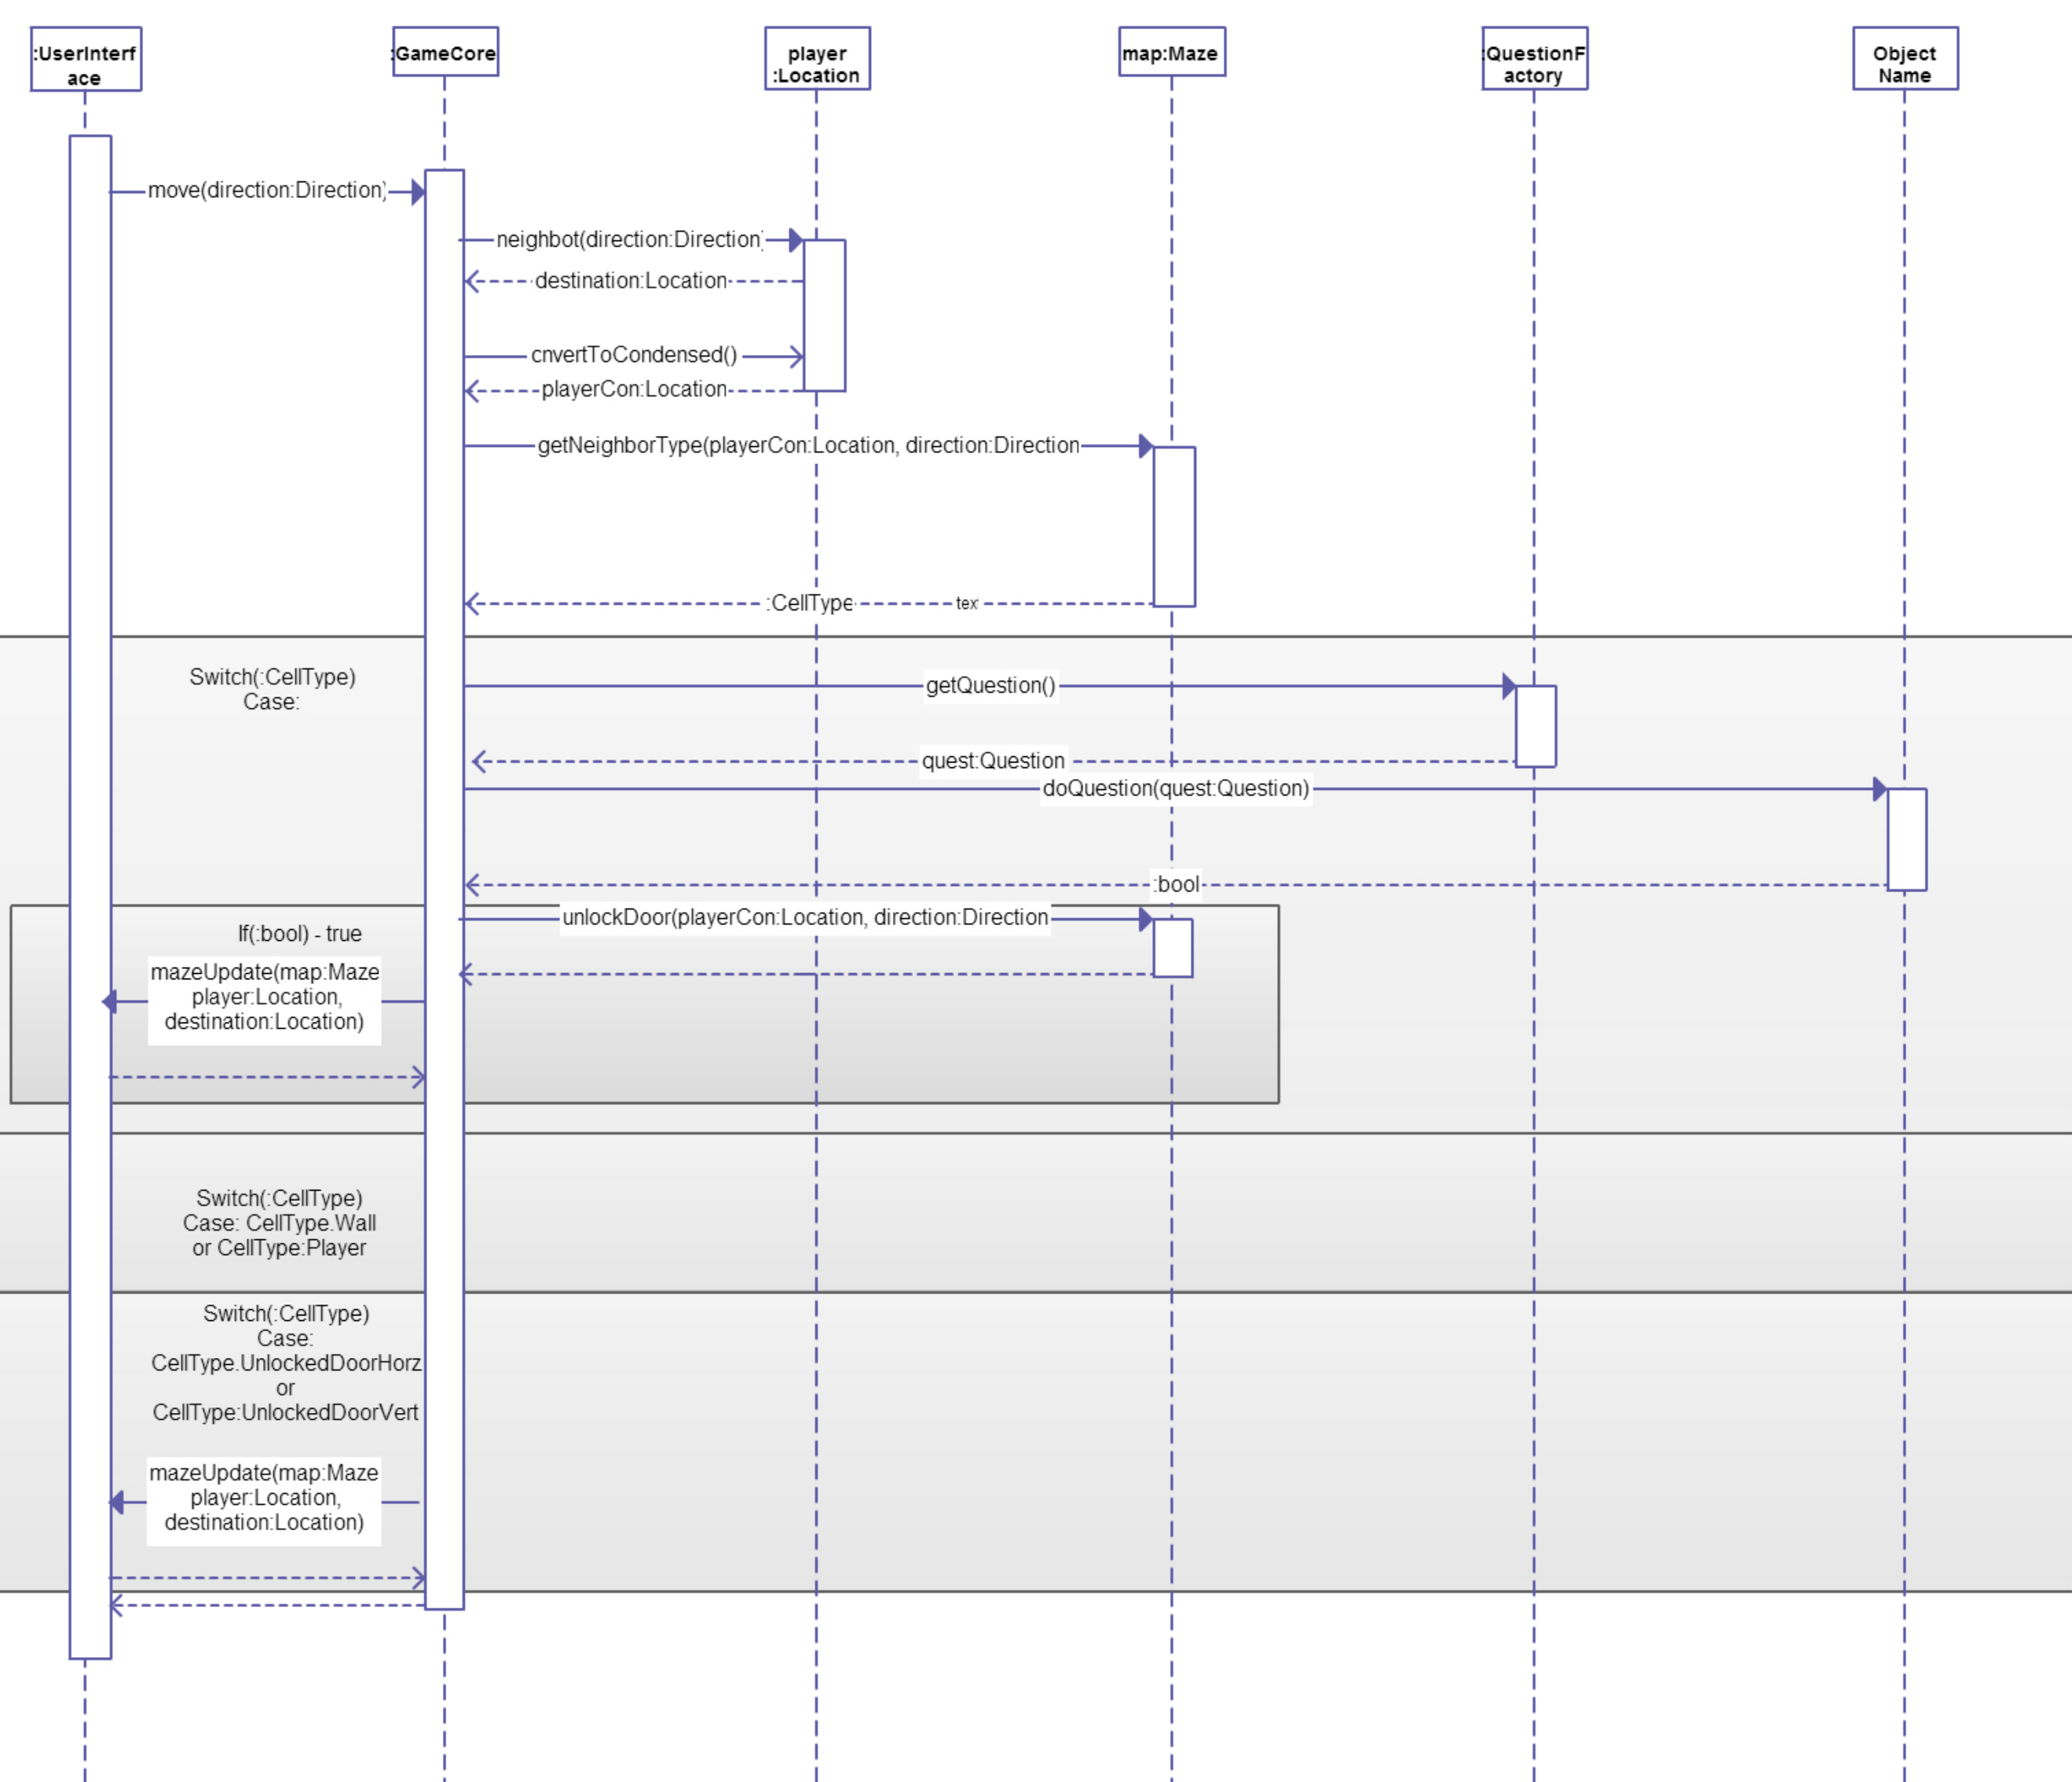 :UserInterf
ace
:GameCore
player
:Location
map:Maze
:QuestionF
actory
Object
Name
move(direction:Direction)
neighbot(direction:Direction)
destination:Location
cnvertToCondensed()
playerCon:Location
getNeighborType(playerCon:Location, direction:Direction
:CellType
tex
Switch(:CellType)
Case:
getQuestion()
quest:Question
doQuestion(quest:Question)
:bool
unlockDoor(playerCon:Location, direction:Direction
If(:bool) - true
mazeUpdate(map:Maze
player:Location,
destination:Location)
Switch(:CellType)
Case: CellType.Wall
or CellType:Player
Switch(:CellType)
Case:
CellType.UnlockedDoorHorz
or
CellType:UnlockedDoorVert
mazeUpdate(map:Maze
player:Location,
destination:Location)